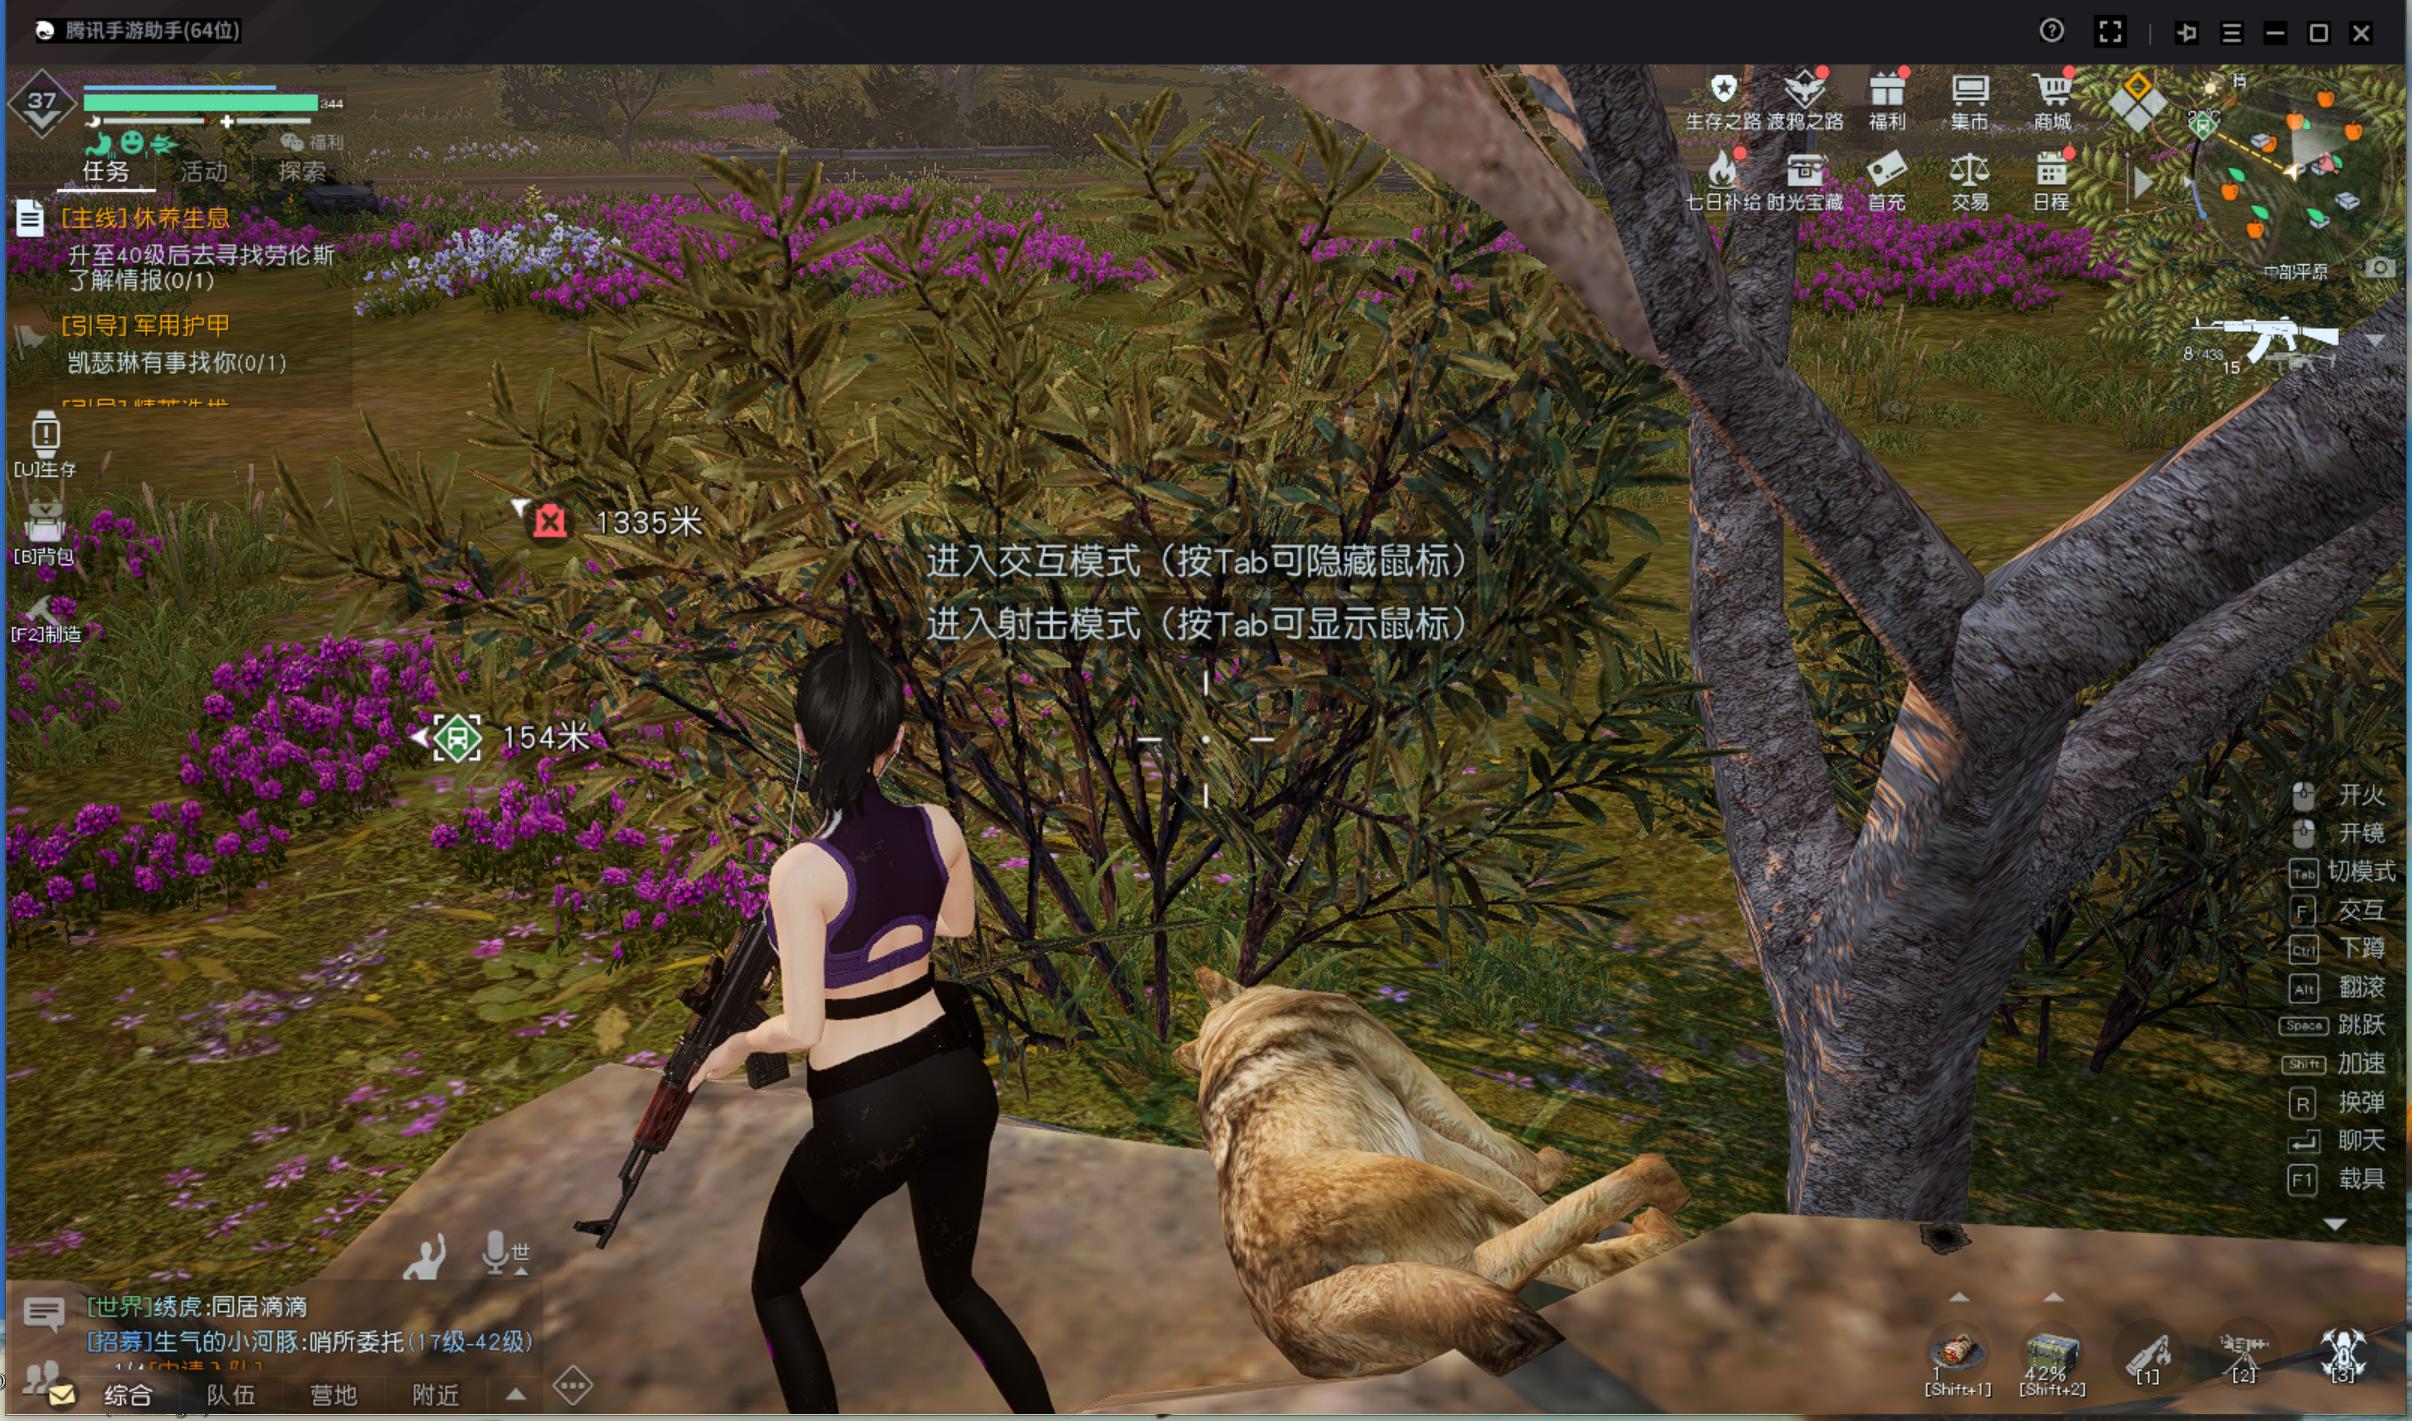 腾讯手游助手(64位)
37
344
福利
任务 活动 探索
[主线] 休养生息
升至40级后去寻找劳伦斯
了解情报(0/1)
[引导] 军用护甲
凯瑟琳有事找你(0/1)
[U]生存
[B]背包
[F2]制造
生存之路 渡鸦之路 福利 集市 商城
七日补给 时光宝藏 首充 交易 日程
中部平原
8/433
15
1335米
进入交互模式（按Tab可隐藏鼠标）
进入射击模式（按Tab可显示鼠标）
154米
开火
开镜
Tab 切模式
F 交互
Ctrl 下蹲
Alt 翻滚
Space 跳跃
Shift 加速
R 换弹
聊天
F1 载具
世
[世界]绣虎:同居滴滴
[招募]生气的小河豚:哨所委托(17级-42级)
综合 队伍 营地 附近
1 42%
[Shift+1] [Shift+2] [1] [2] [3]